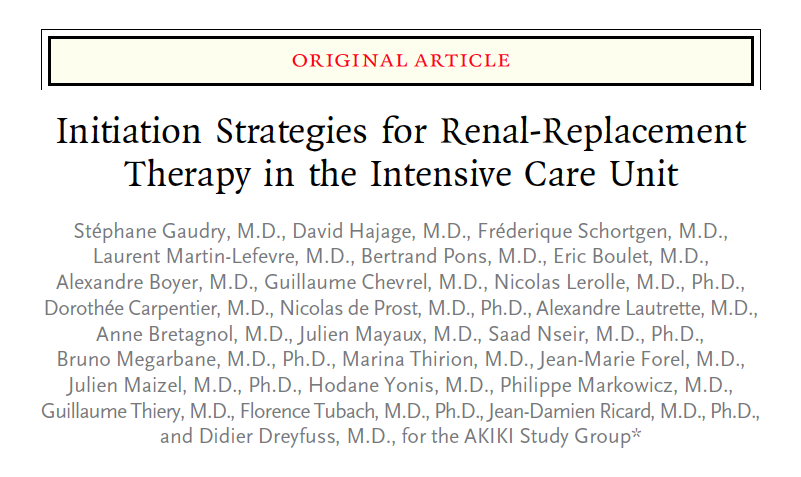 ORIGINAL ARTICLE
Initiation Strategies for Renal-Replacement
Therapy in the Intensive Care Unit
Stéphane Gaudry, M.D., David Hajage, M.D., Fréderique Schortgen, M.D.,
Laurent Martin-Lefevre, M.D., Bertrand Pons, M.D., Eric Boulet, M.D.,
Alexandre Boyer, M.D., Guillaume Chevrel, M.D., Nicolas Lerolle, M.D., Ph.D.,
Dorothée Carpentier, M.D., Nicolas de Prost, M.D., Ph.D., Alexandre Lautrette, M.D.,
Anne Bretagnol, M.D., Julien Mayaux, M.D., Saad Nseir, M.D., Ph.D.,
Bruno Megarbane, M.D., Ph.D., Marina Thirion, M.D., Jean-Marie Forel, M.D.,
Julien Maizel, M.D., Ph.D., Hodane Yonis, M.D., Philippe Markowicz, M.D.,
Guillaume Thiery, M.D., Florence Tubach, M.D., Ph.D., Jean-Damien Ricard, M.D., Ph.D.,
and Didier Dreyfuss, M.D., for the AKIKI Study Group*